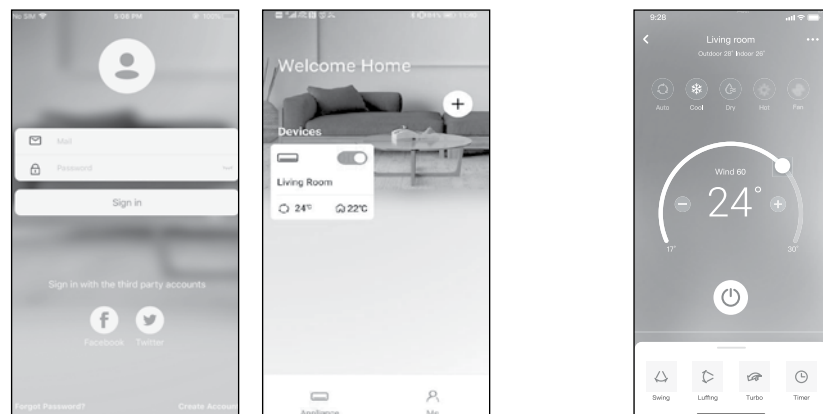 No SIM 5:08 PM 100%
Mail
Password
Sign in
Sign in with the third party accounts
Facebook Twitter
Forgot Password? Create Account
Welcome Home
Devices
Living Room
24°c 22°C
Appliance Me
9:28
Living room
Outdoor 28° Indoor 26°
Auto Cool Dry Hot Fan
Wind 60
24°
17° 30°
Swing Luffing Turbo Timer